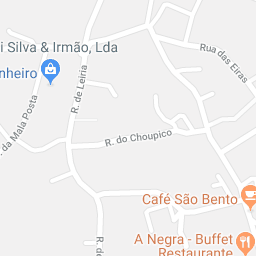 i Silva & Irmão, Lda
nheiro
Rua das Eiras
R. de Leiria
. da Mala Posta
R. do Choupico
Café São Bento
A Negra - Buffet
Restaurante
R. do